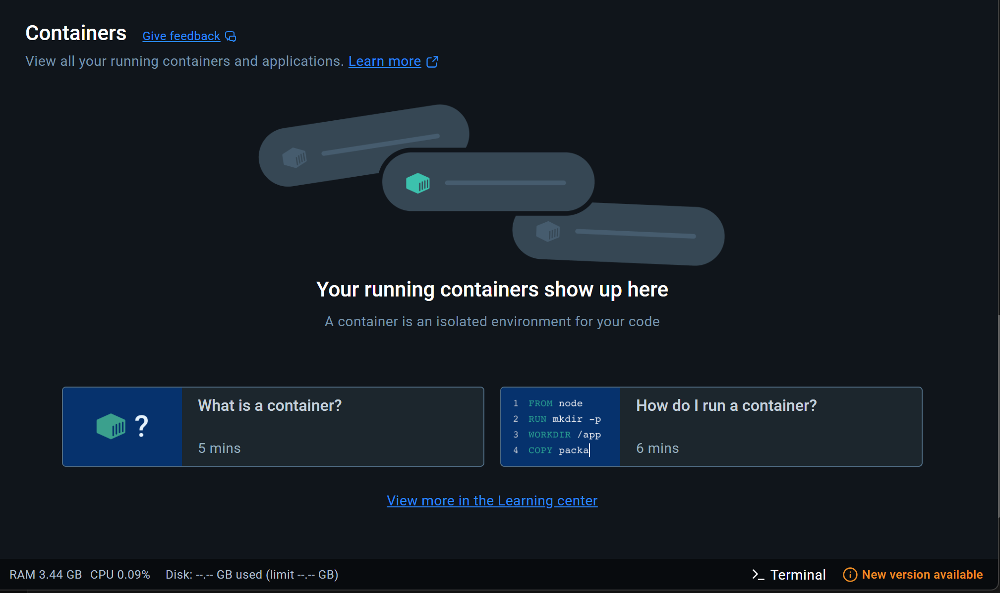 Containers Give feedback
View all your running containers and applications. Learn more
Your running containers show up here
A container is an isolated environment for your code
?
What is a container?
5 mins
1 FROM node
2 RUN mkdir -p
3 WORKDIR /app
4 COPY packa
How do I run a container?
6 mins
View more in the Learning center
RAM 3.44 GB CPU 0.09% Disk: --.-- GB used (limit --.-- GB) >_ Terminal New version available